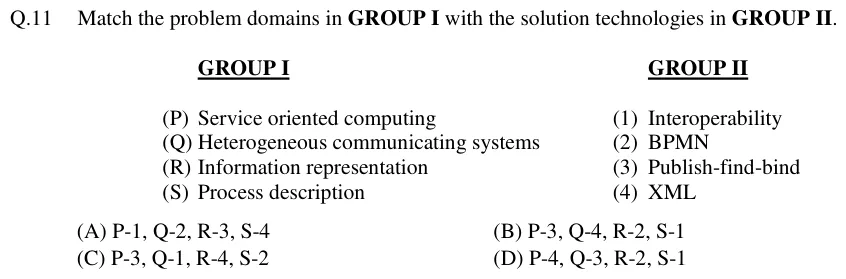 Q.11 Match the problem domains in GROUP I with the solution technologies in GROUP II.
GROUP I GROUP II
(P) Service oriented computing (1) Interoperability
(Q) Heterogeneous communicating systems (2) BPMN
(R) Information representation (3) Publish-find-bind
(S) Process description (4) XML
(A) P-1, Q-2, R-3, S-4 (B) P-3, Q-4, R-2, S-1
(C) P-3, Q-1, R-4, S-2 (D) P-4, Q-3, R-2, S-1